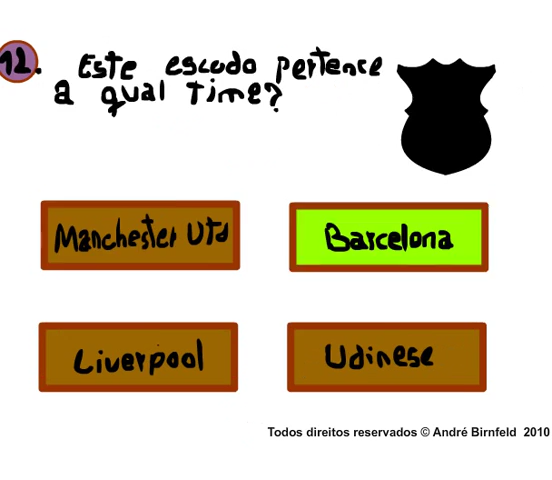 12. Este escudo pertence
a qual time?
Manchester Utd
Barcelona
Liverpool
Udinese
Todos direitos reservados © André Birnfeld 2010